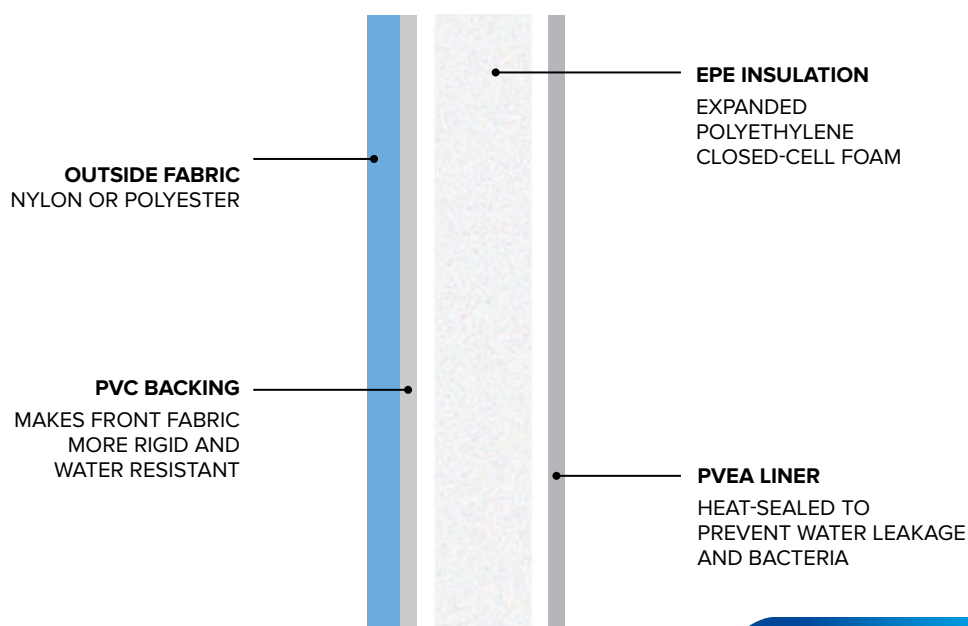 OUTSIDE FABRIC
NYLON OR POLYESTER
PVC BACKING
MAKES FRONT FABRIC
MORE RIGID AND
WATER RESISTANT
EPE INSULATION
EXPANDED
POLYETHYLENE
CLOSED-CELL FOAM
PVEA LINER
HEAT-SEALED TO
PREVENT WATER LEAKAGE
AND BACTERIA